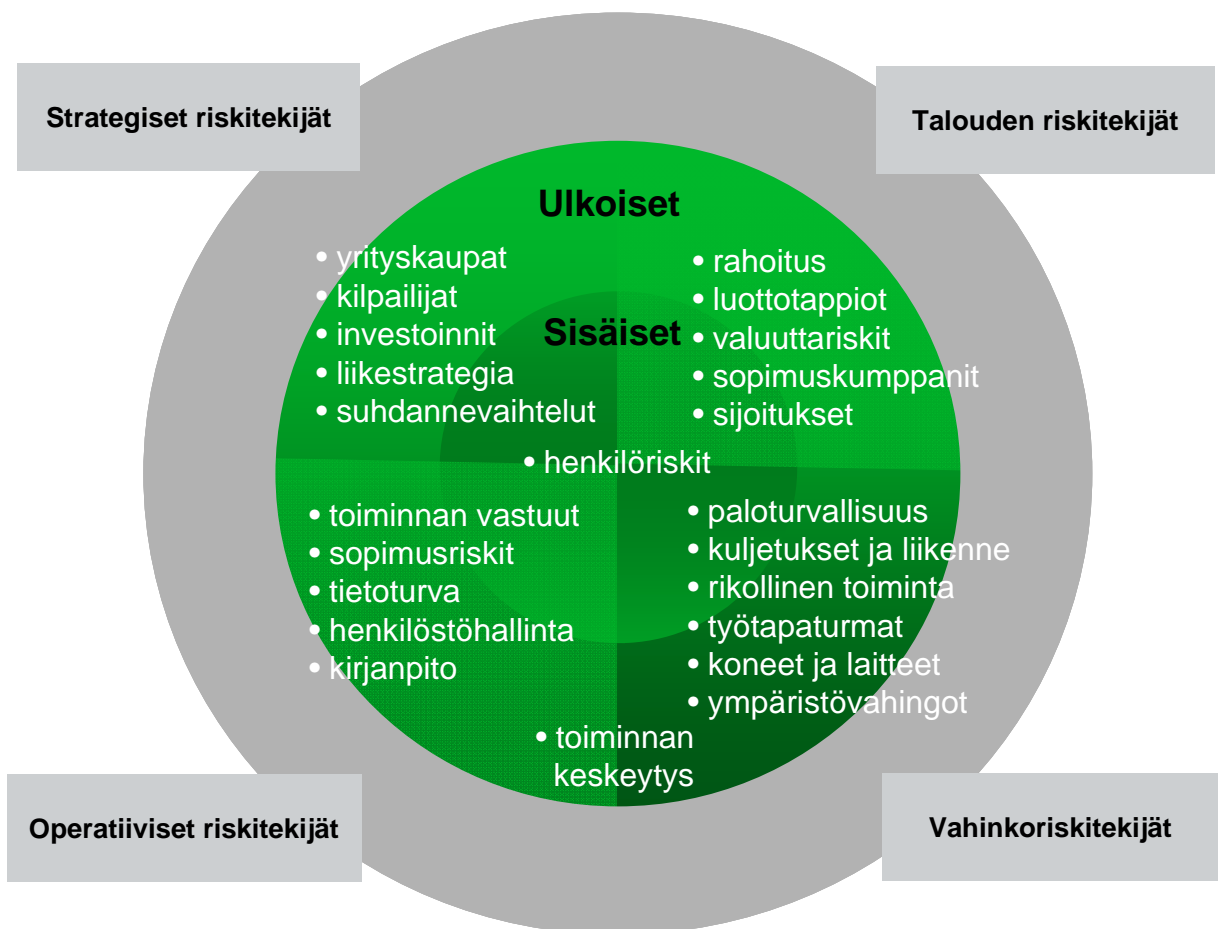 Strategiset riskitekijät
Talouden riskitekijät
Ulkoiset
• yrityskaupat
• kilpailijat
• investoinnit
• liikestrategia
• suhdannevaihtelut
• rahoitus
• luottotappiot
• valuuttariskit
• sopimuskumppanit
• sijoitukset
Sisäiset
• henkilöriskit
• toiminnan vastuut
• sopimusriskit
• tietoturva
• henkilöstöhallinta
• kirjanpito
• paloturvallisuus
• kuljetukset ja liikenne
• rikollinen toiminta
• työtapaturmat
• koneet ja laitteet
• ympäristövahingot
• toiminnan
keskeytys
Operatiiviset riskitekijät
Vahinkoriskitekijät